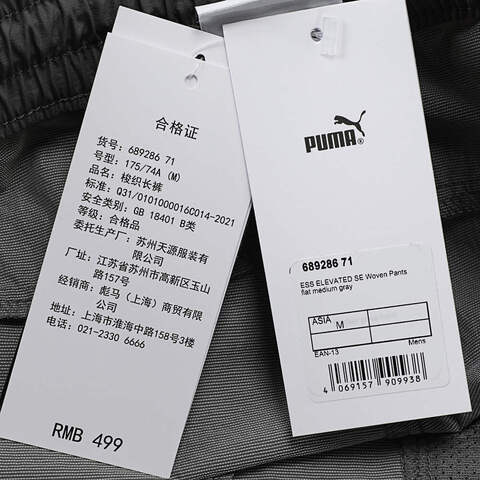 合格证
货号: 689286 71
号型: 175/74A (M)
品名: 梭织长裤
标准: Q31/0101000016C014-2021
安全类别: GB 18401 B类
等级: 合格品
委托生产厂: 苏州天源服装有
限公司
厂址: 江苏省苏州市高新区玉山
路157号
经销商: 彪马(上海)商贸有限
公司
地址: 上海市淮海中路158号3楼
电话: 021-2330 6666
RMB 499
PUMA
689286 71
ESS ELEVATED SE Woven Pants
flat medium gray
ASIA
M
EAN-13
Mens
4 069157 909938